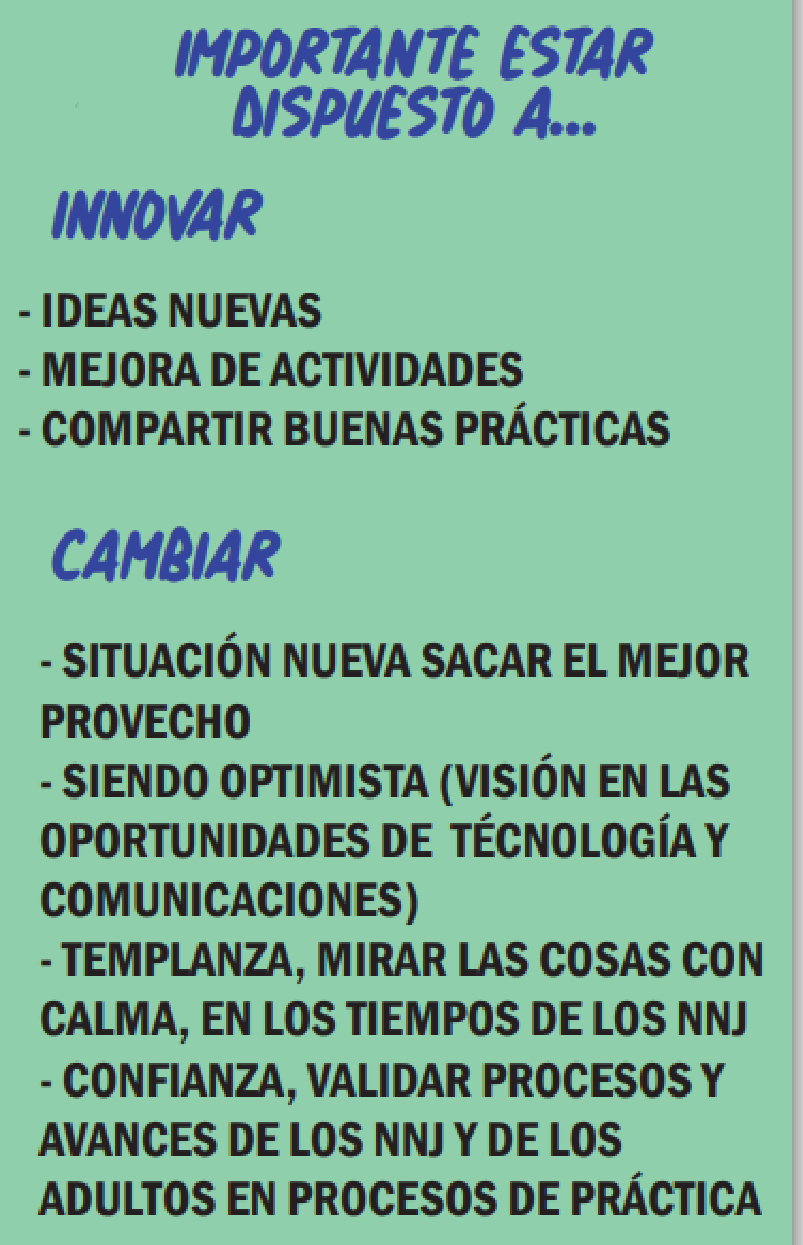 IMPORTANTE ESTAR
DISPUESTO A...
INNOVAR
- IDEAS NUEVAS
- MEJORA DE ACTIVIDADES
- COMPARTIR BUENAS PRÁCTICAS
CAMBIAR
- SITUACIÓN NUEVA SACAR EL MEJOR
PROVECHO
- SIENDO OPTIMISTA (VISIÓN EN LAS
OPORTUNIDADES DE TÉCNOLOGÍA Y
COMUNICACIONES)
- TEMPLANZA, MIRAR LAS COSAS CON
CALMA, EN LOS TIEMPOS DE LOS NNJ
- CONFIANZA, VALIDAR PROCESOS Y
AVANCES DE LOS NNJ Y DE LOS
ADULTOS EN PROCESOS DE PRÁCTICA